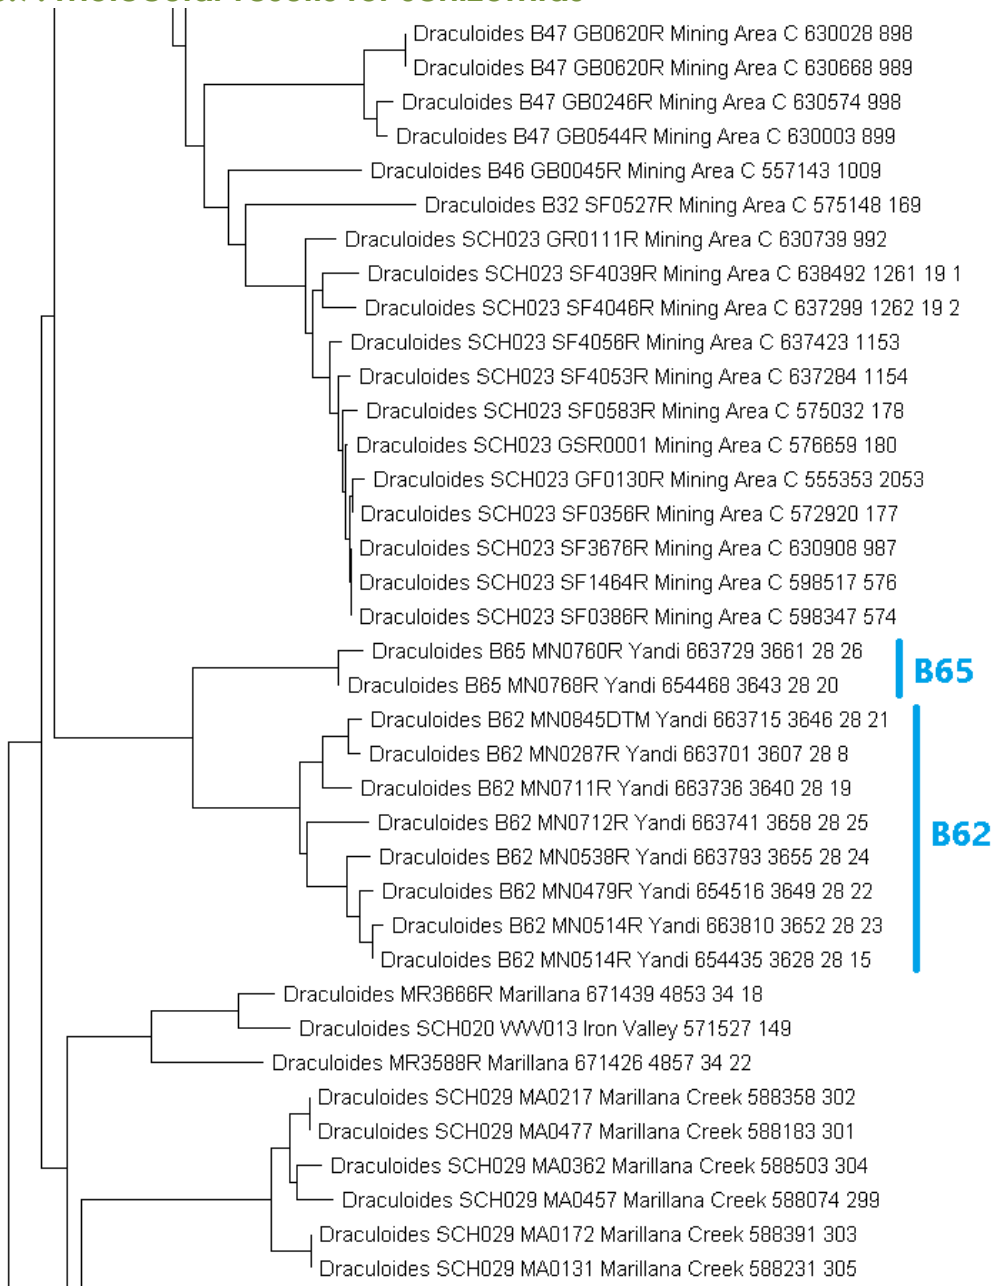 Draculoides B47 GB0620R Mining Area C 630028 898
Draculoides B47 GB0620R Mining Area C 630668 989
Draculoides B47 GB0246R Mining Area C 630574 998
Draculoides B47 GB0544R Mining Area C 630003 899
Draculoides B46 GB0045R Mining Area C 557143 1009
Draculoides B32 SF0527R Mining Area C 575148 169
Draculoides SCH023 GR0111R Mining Area C 630739 992
Draculoides SCH023 SF4039R Mining Area C 638492 1261 19 1
Draculoides SCH023 SF4046R Mining Area C 637299 1262 19 2
Draculoides SCH023 SF4056R Mining Area C 637423 1153
Draculoides SCH023 SF4053R Mining Area C 637284 1154
Draculoides SCH023 SF0583R Mining Area C 575032 178
Draculoides SCH023 GSR0001 Mining Area C 576659 180
Draculoides SCH023 GF0130R Mining Area C 555353 2053
Draculoides SCH023 SF0356R Mining Area C 572920 177
Draculoides SCH023 SF3676R Mining Area C 630908 987
Draculoides SCH023 SF1464R Mining Area C 598517 576
Draculoides SCH023 SF0386R Mining Area C 598347 574
Draculoides B65 MN0760R Yandi 663729 3661 28 26
B65
Draculoides B65 MN0768R Yandi 654468 3643 28 20
Draculoides B62 MN0845DTM Yandi 663715 3646 28 21
Draculoides B62 MN0287R Yandi 663701 3607 28 8
Draculoides B62 MN0711R Yandi 663736 3640 28 19
Draculoides B62 MN0712R Yandi 663741 3658 28 25
B62
Draculoides B62 MN0538R Yandi 663793 3655 28 24
Draculoides B62 MN0479R Yandi 654516 3649 28 22
Draculoides B62 MN0514R Yandi 663810 3652 28 23
Draculoides B62 MN0514R Yandi 654435 3628 28 15
Draculoides MR3666R Marillana 671439 4853 34 18
Draculoides SCH020 WW013 Iron Valley 571527 149
Draculoides MR3588R Marillana 671426 4857 34 22
Draculoides SCH029 MA0217 Marillana Creek 588358 302
Draculoides SCH029 MA0477 Marillana Creek 588183 301
Draculoides SCH029 MA0362 Marillana Creek 588503 304
Draculoides SCH029 MA0457 Marillana Creek 588074 299
Draculoides SCH029 MA0172 Marillana Creek 588391 303
Draculoides SCH029 MA0131 Marillana Creek 588231 305